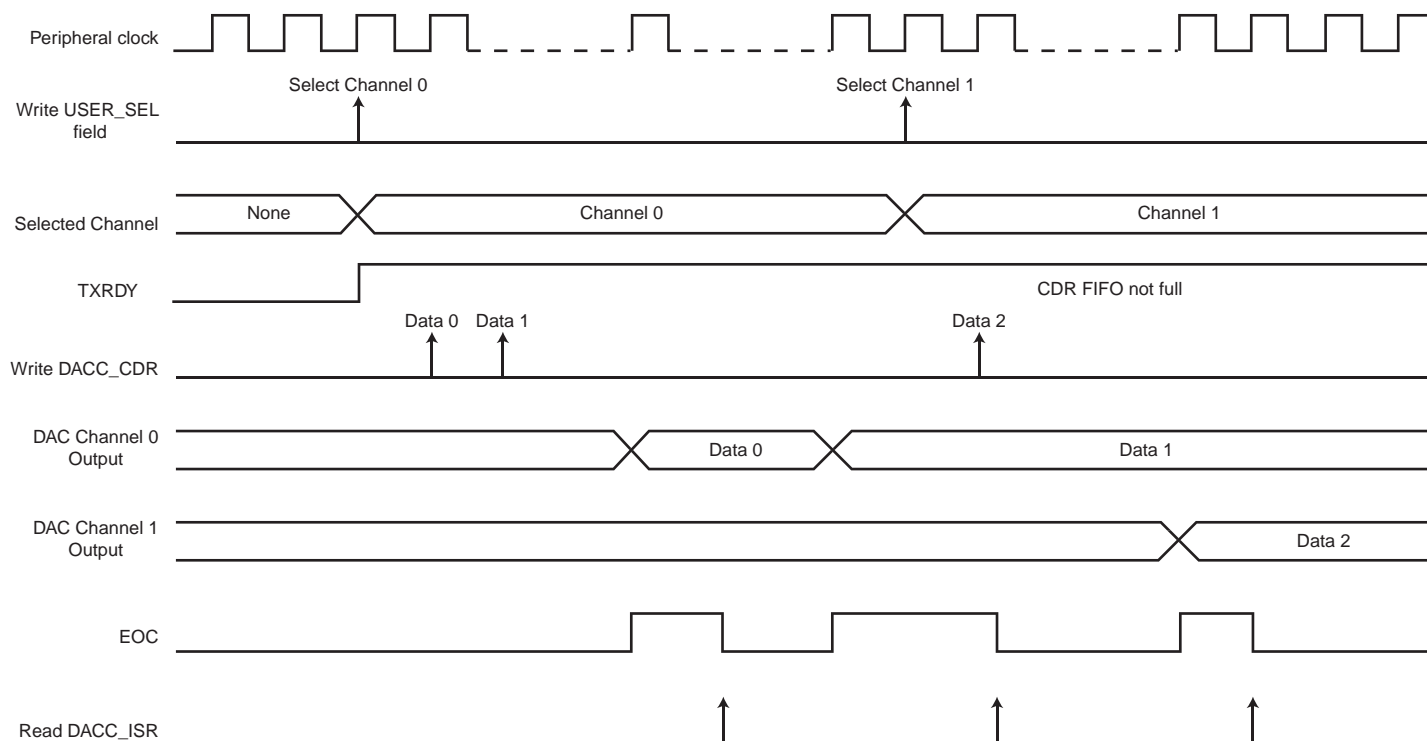 Peripheral clock
Select Channel 0
Select Channel 1
Write USER_SEL
field
None
Channel 0
Channel 1
Selected Channel
TXRDY
CDR FIFO not full
Data 0
Data 1
Data 2
Write DACC_CDR
DAC Channel 0
Output
Data 0
Data 1
DAC Channel 1
Output
Data 2
EOC
Read DACC_ISR